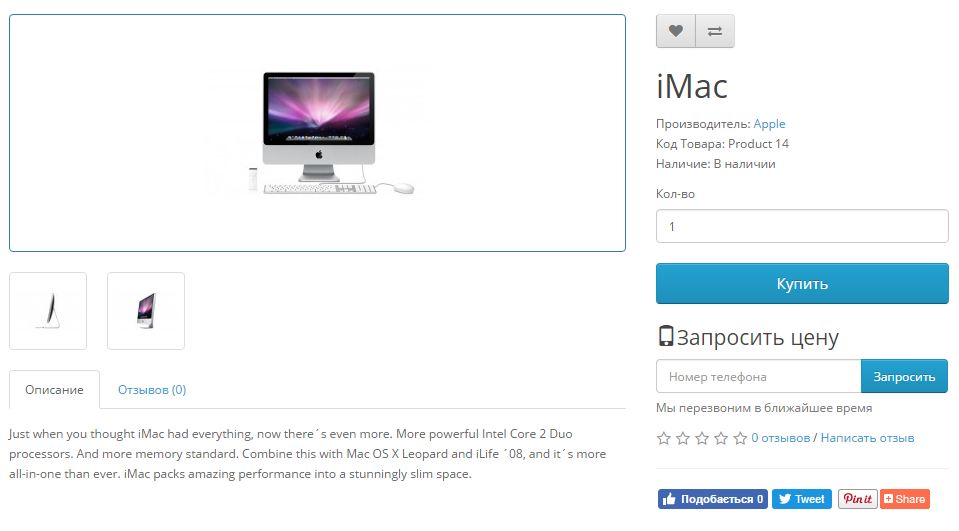 iMac
Производитель: Apple
Код Товара: Product 14
Наличие: В наличии
Кол-во
1
Купить
Запросить цену
Номер телефона
Запросить
Мы перезвоним в ближайшее время
0 отзывов / Написать отзыв
Подобається 0
Tweet
Pin it
Share
Описание
Отзывов (0)
Just when you thought iMac had everything, now there´s even more. More powerful Intel Core 2 Duo
processors. And more memory standard. Combine this with Mac OS X Leopard and iLife ´08, and it´s more
all-in-one than ever. iMac packs amazing performance into a stunningly slim space.